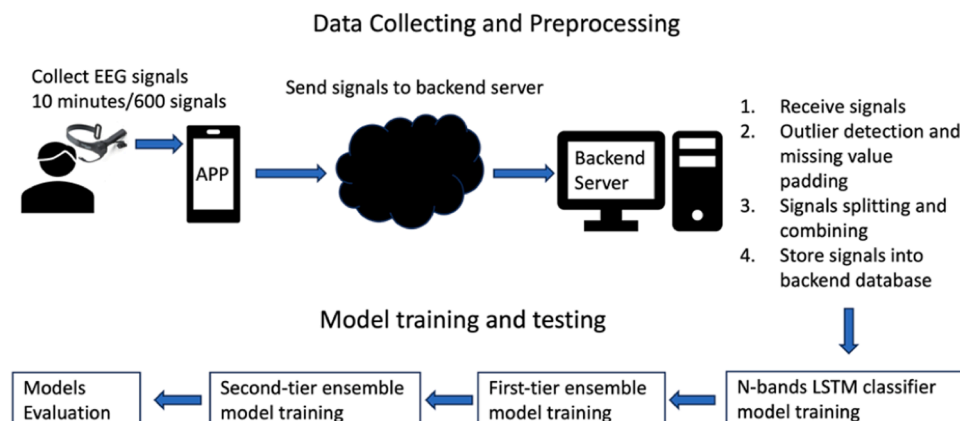 Data Collecting and Preprocessing
Collect EEG signals
10 minutes/600 signals
Send signals to backend server
APP
Backend
Server
1. Receive signals
2. Outlier detection and
missing value
padding
3. Signals splitting and
combining
4. Store signals into
backend database
Model training and testing
Models
Evaluation
Second-tier ensemble
model training
First-tier ensemble
model training
N-bands LSTM classifier
model training